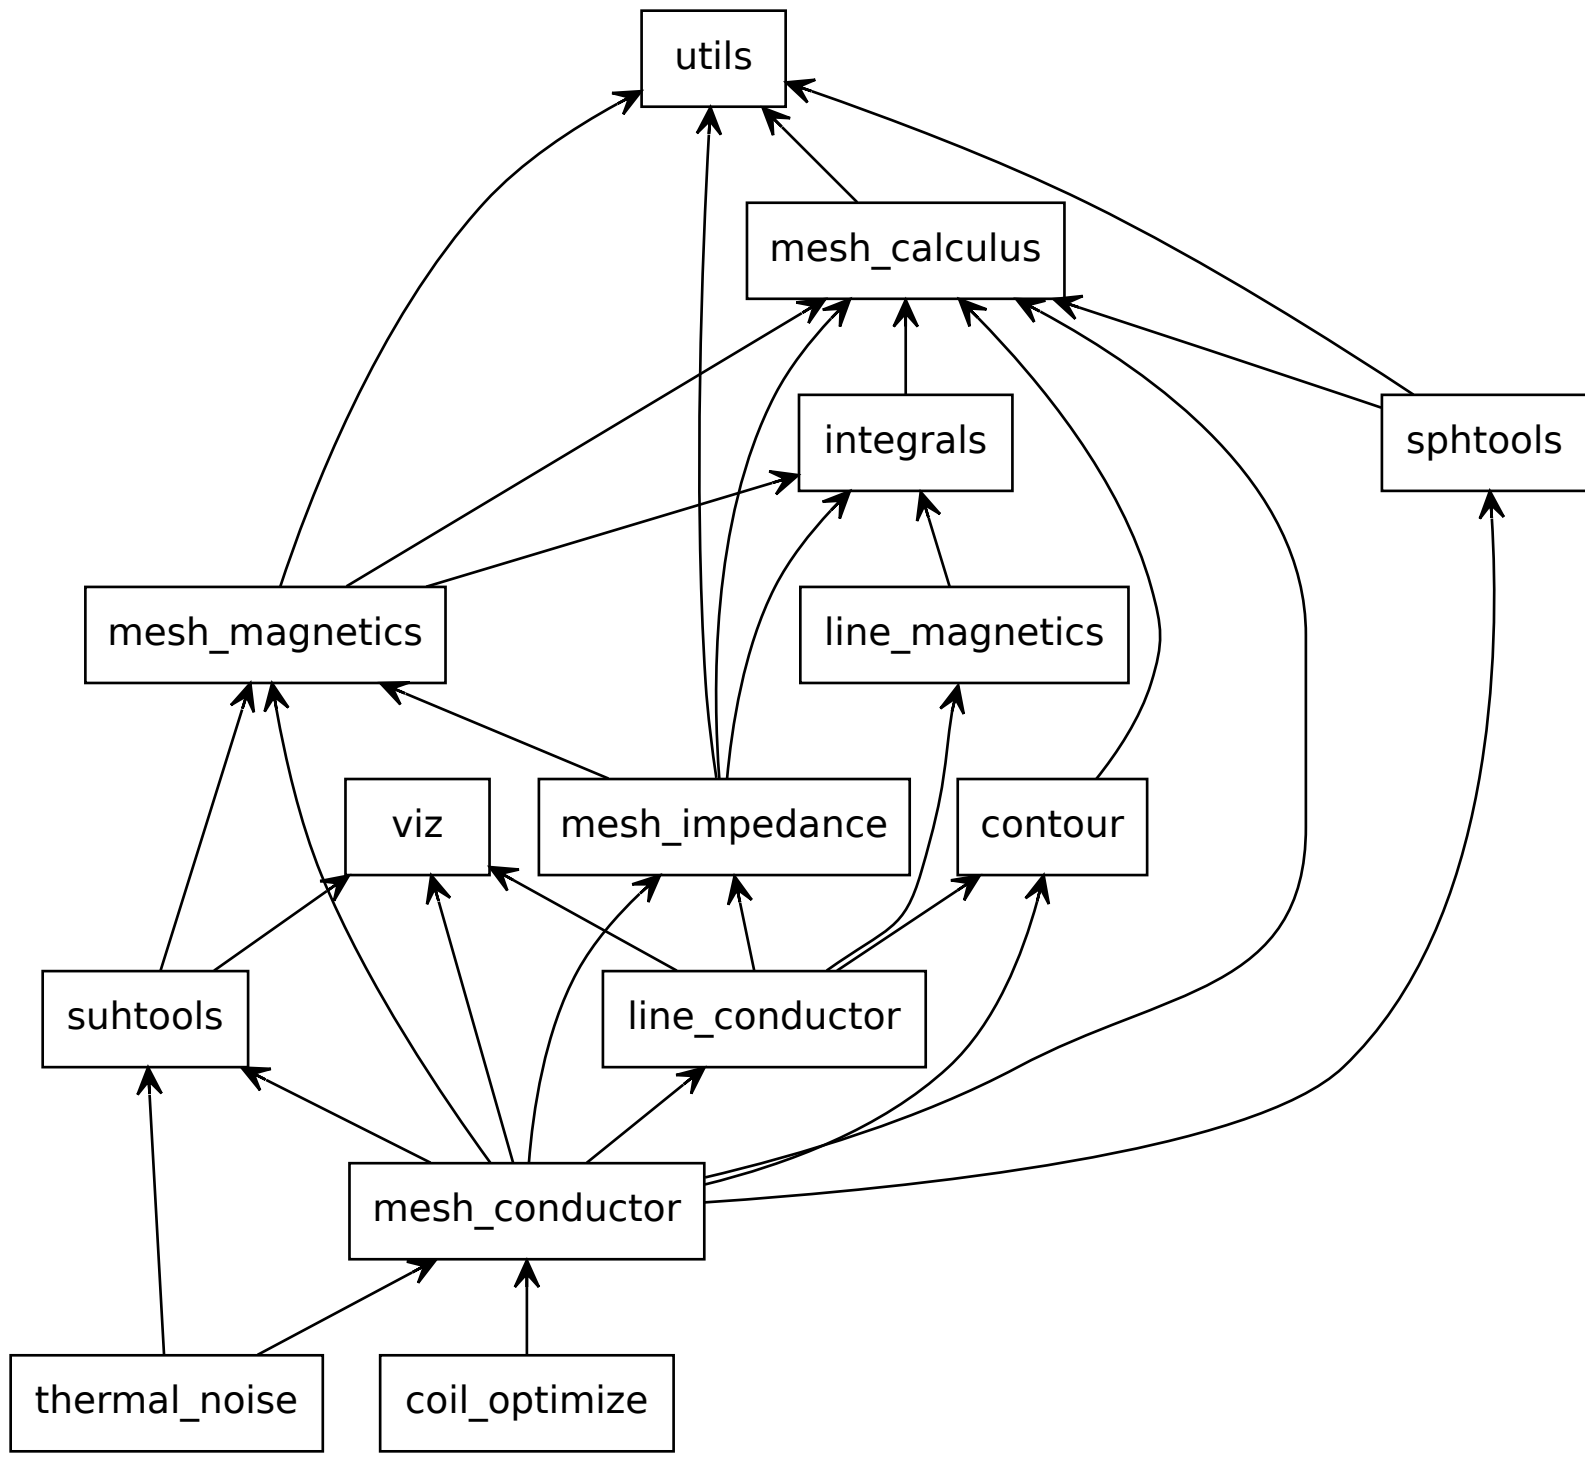 utils
mesh_calculus
integrals
sphtools
mesh_magnetics
line_magnetics
viz
mesh_impedance
contour
suhtools
line_conductor
mesh_conductor
thermal_noise
coil_optimize